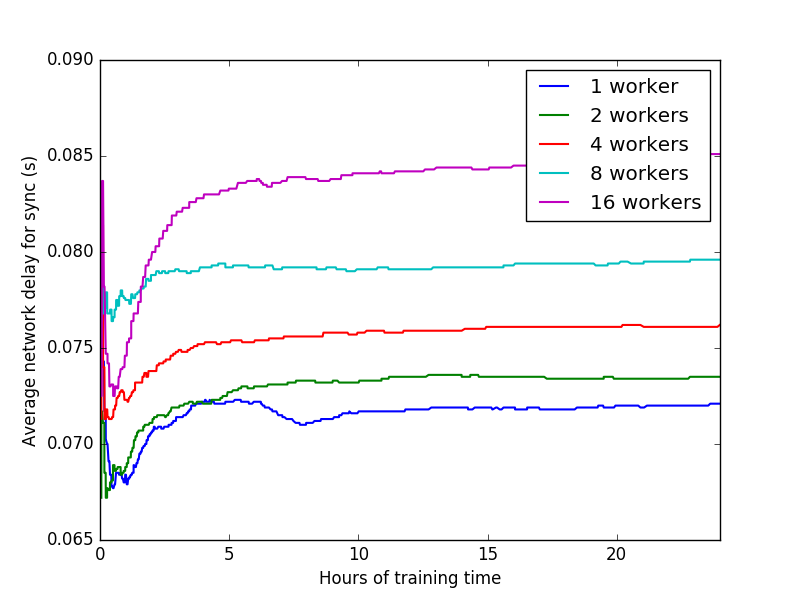 0.090
0.085
0.080
0.075
0.070
0.065
0
5
10
15
20
Average network delay for sync (s)
Hours of training time
1 worker
2 workers
4 workers
8 workers
16 workers